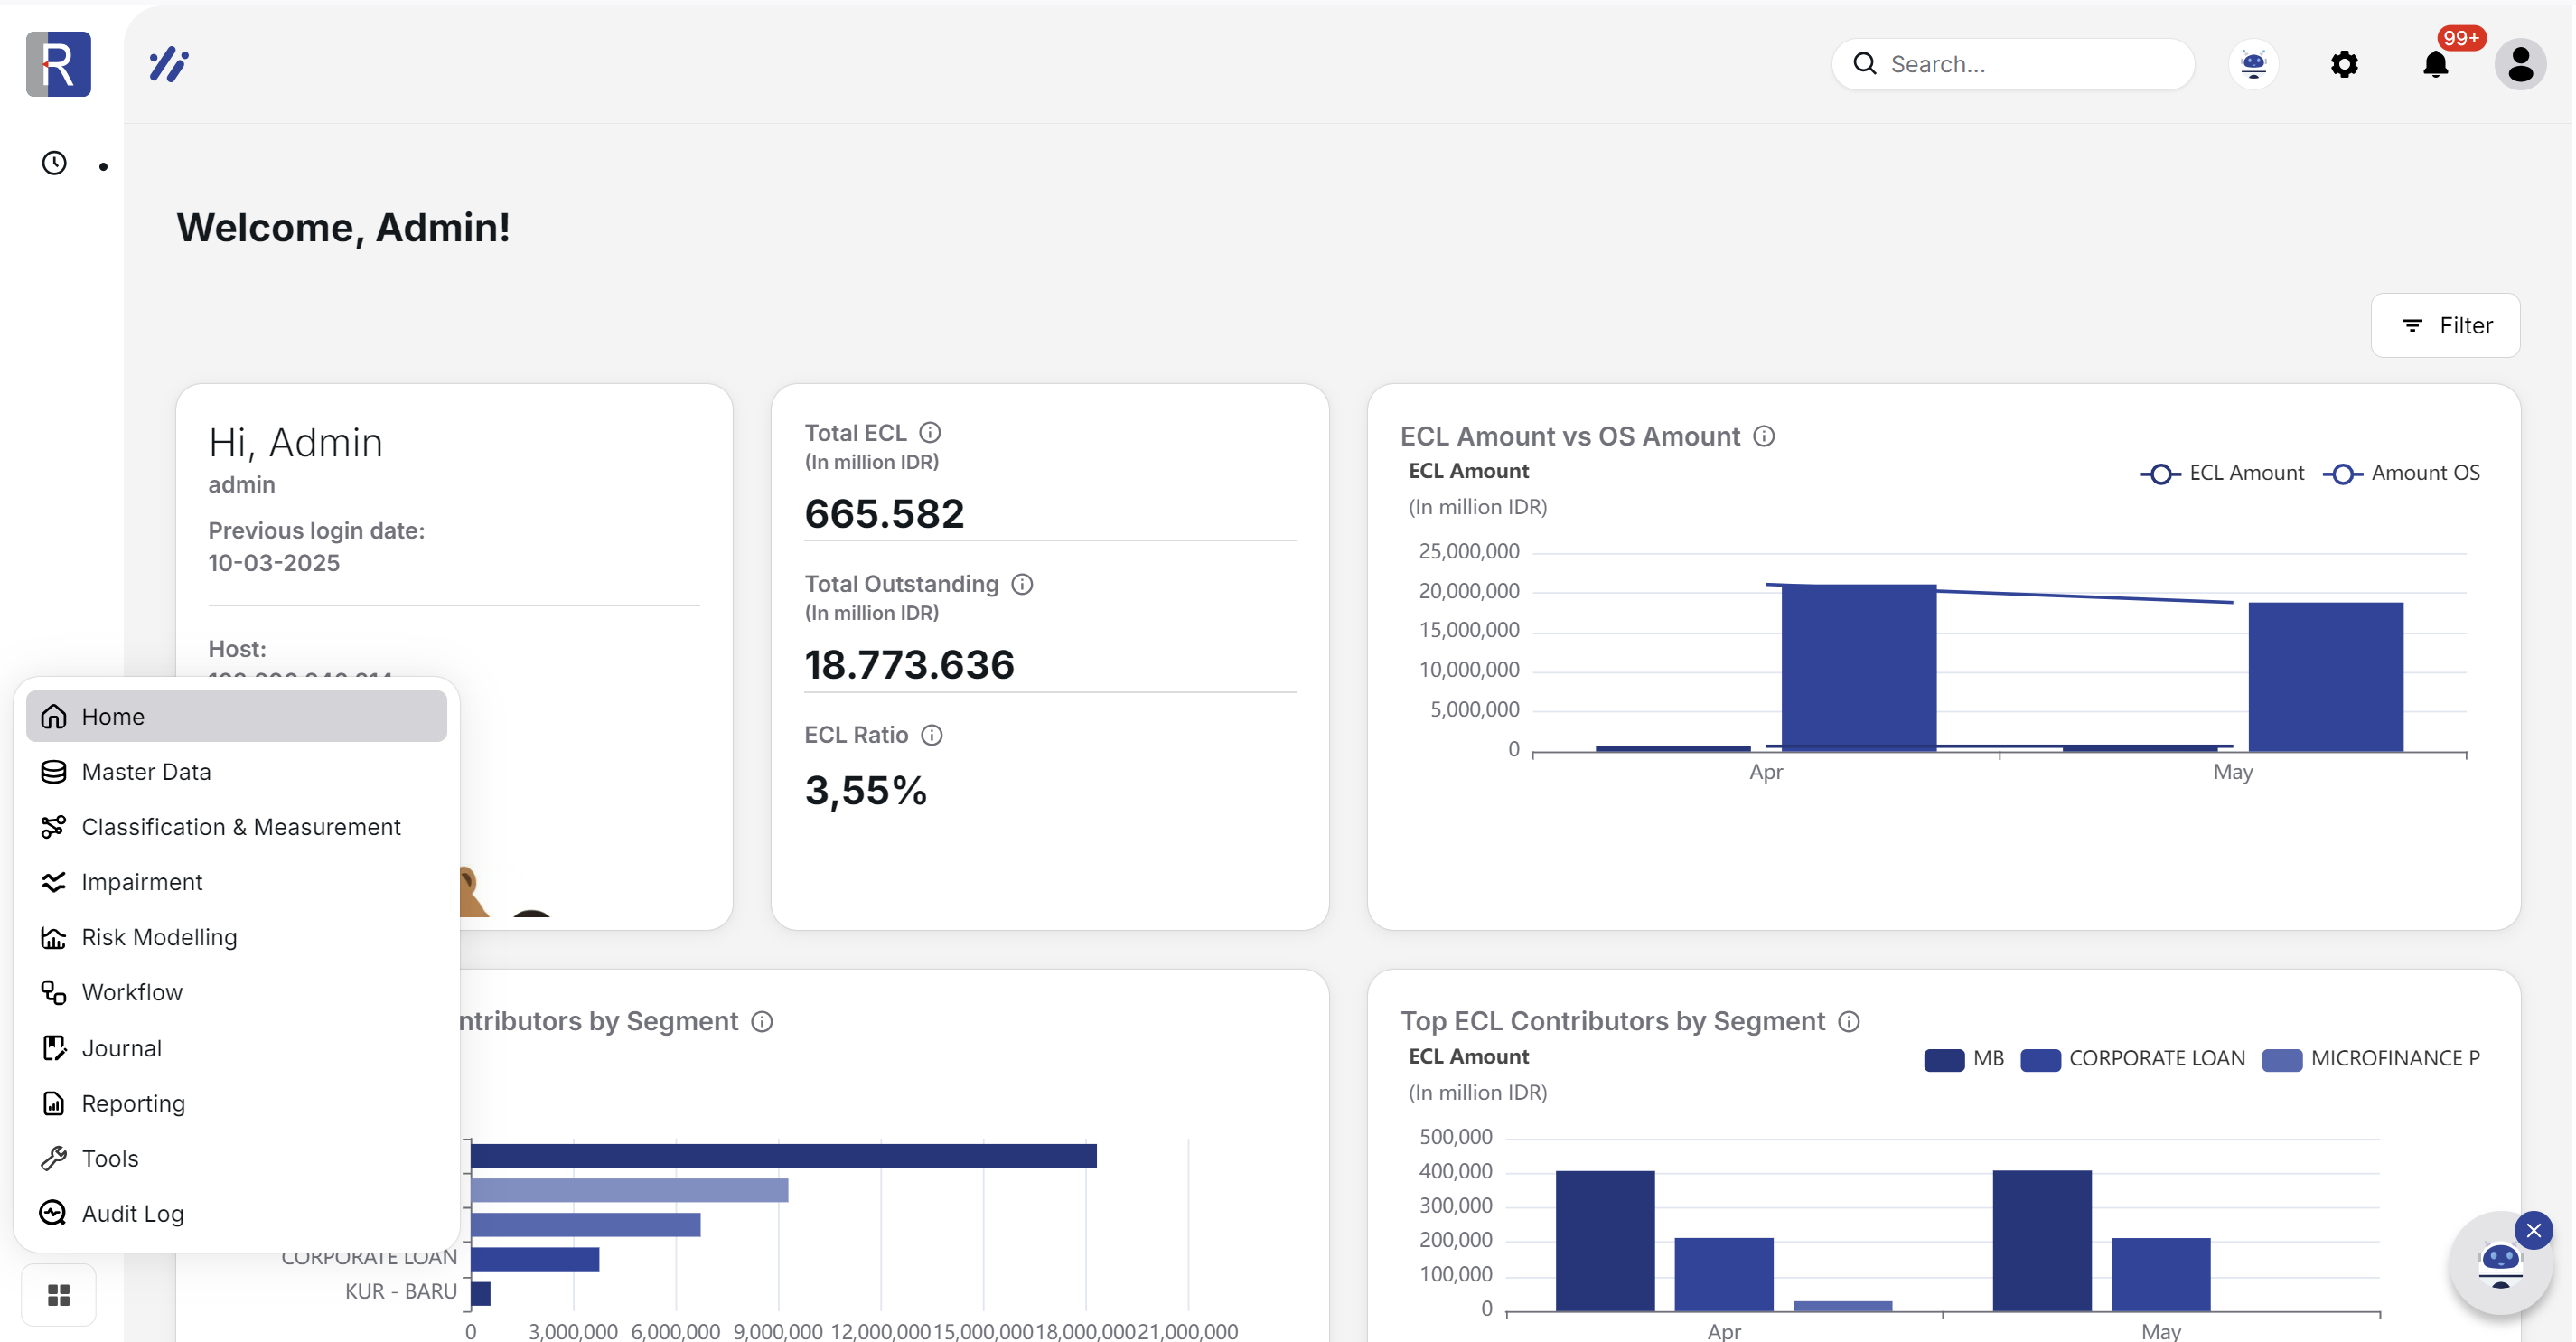 R
Search...
99+
Welcome, Admin!
Filter
Hi, Admin
admin
Previous login date:
10-03-2025
Host:
Total ECL
(In million IDR)
665.582
Total Outstanding
(In million IDR)
18.773.636
ECL Ratio
3,55%
ECL Amount vs OS Amount
ECL Amount
(In million IDR)
ECL Amount
Amount OS
25,000,000
20,000,000
15,000,000
10,000,000
5,000,000
0
Apr
May
Home
Master Data
Classification & Measurement
Impairment
Risk Modelling
Workflow
Journal
Reporting
Tools
Audit Log
by Segment
CORPORATE LOAN
KUR - BARU
0
3,000,000
6,000,000
9,000,000
12,000,000
15,000,000
18,000,000
21,000,000
Top ECL Contributors by Segment
ECL Amount
(In million IDR)
MB
CORPORATE LOAN
MICROFINANCE P
500,000
400,000
300,000
200,000
100,000
0
Apr
May